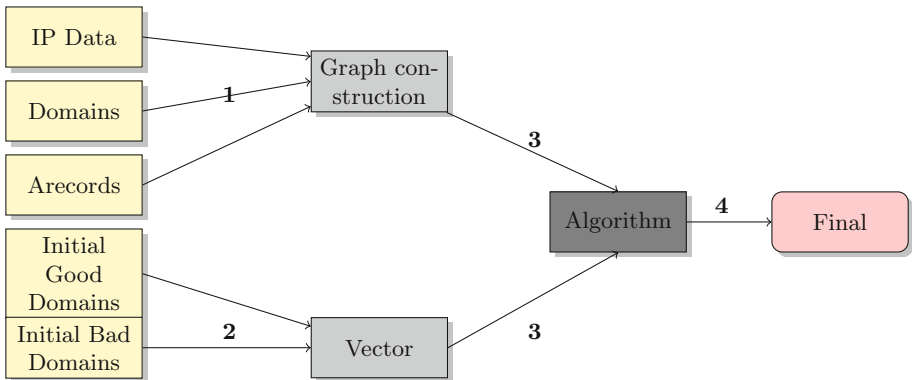 IP Data
Domains
Arecords
Initial
Good
Domains
Initial Bad
Domains
1
2
Graph con-
struction
Vector
3
3
Algorithm
4
Final